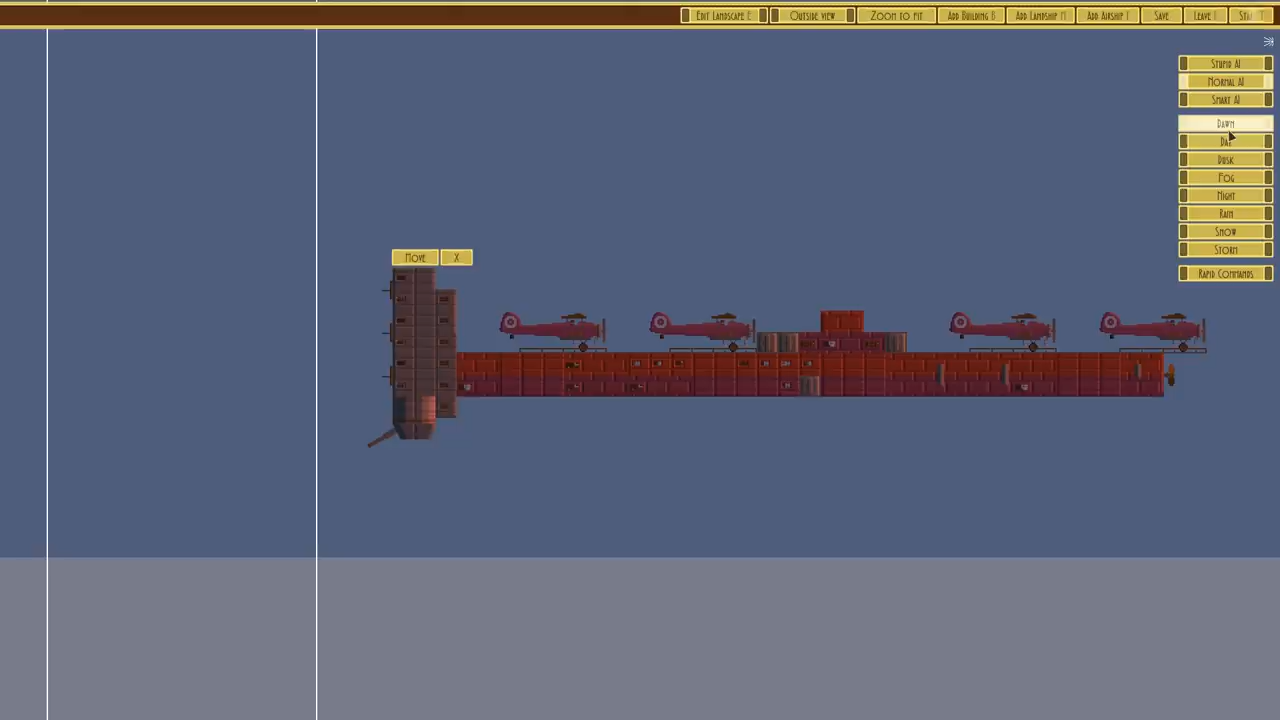 Edit Landscape E
Outside view
Zoom to fit
Add Building B
Add Landship M
Add Airship
Save
Leave
Stupid AI
Normal AI
Smart AI
Dawn
Day
Dusk
Fog
Night
Rain
Snow
Storm
Rapid Commands
Move
X